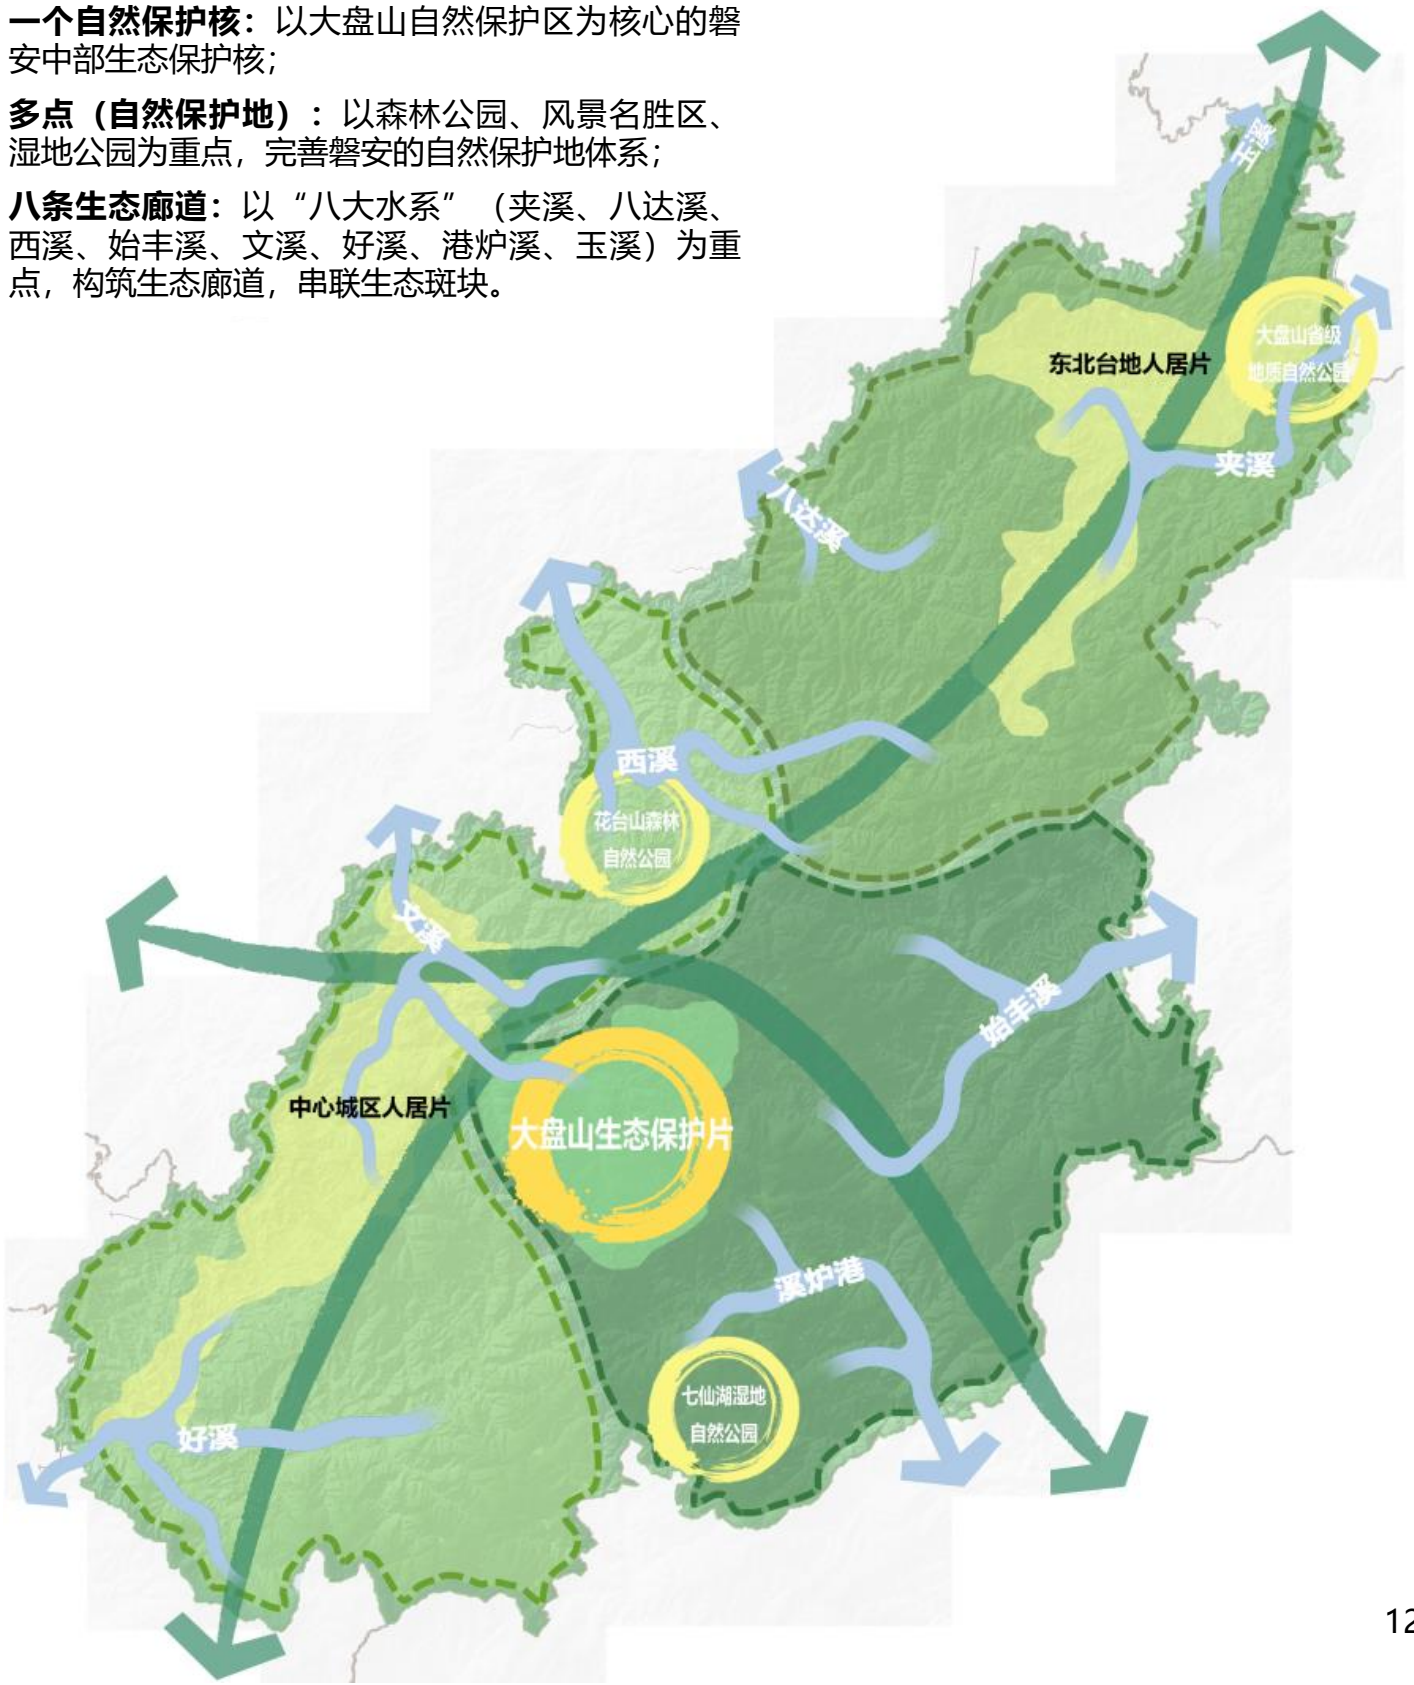 一个自然保护核：以大盘山自然保护区为核心的磐
安中部生态保护核；
多点（自然保护地）：以森林公园、风景名胜区、
湿地公园为重点，完善磐安的自然保护地体系；
八条生态廊道：以“八大水系”（夹溪、八达溪、
西溪、始丰溪、文溪、好溪、港炉溪、玉溪）为重
点，构筑生态廊道，串联生态斑块。
玉溪
大盘山省级
地质自然公园
东北台地人居片
夹溪
八达溪
西溪
花台山森林
自然公园
文溪
始丰溪
中心城区人居片
大盘山生态保护片
溪炉港
七仙湖湿地
自然公园
好溪
12